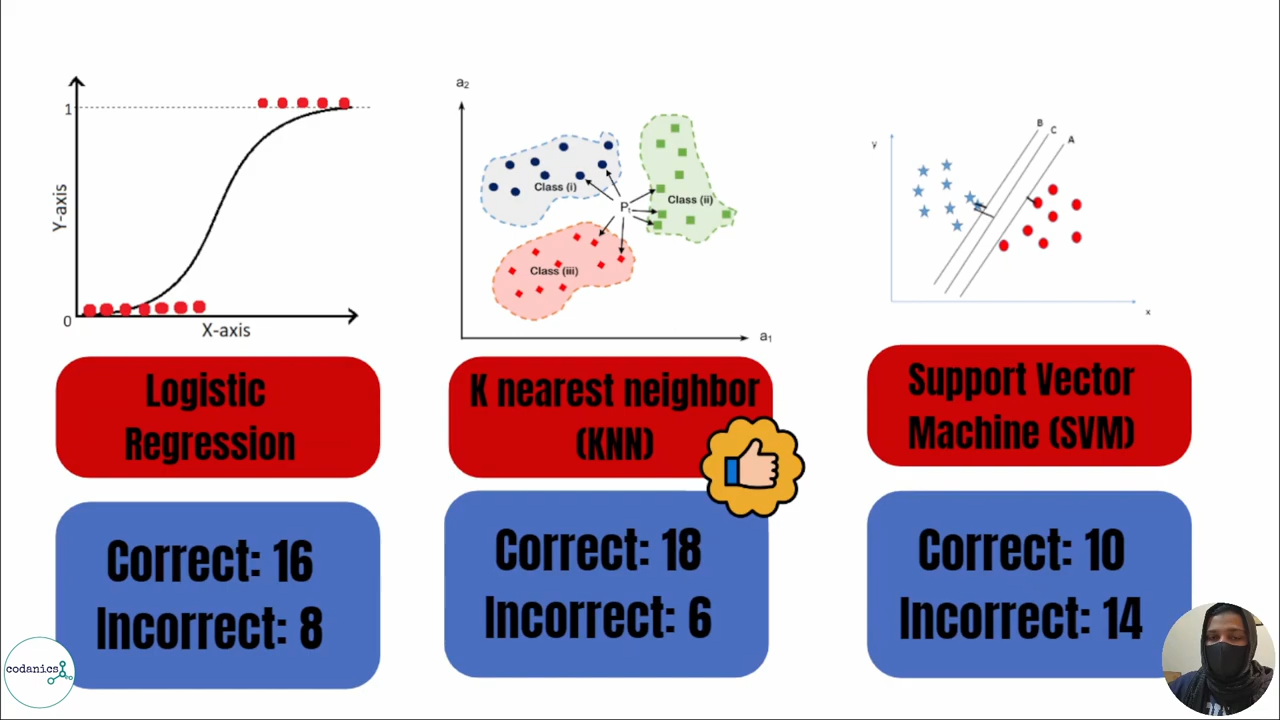 1
Y-axis
0
X-axis
a2
Class (i)
Pt
Class (ii)
Class (iii)
a1
B
C
A
y
x
Logistic
Regression
K nearest neighbor
(KNN)
Support Vector
Machine (SVM)
Correct: 16
Incorrect: 8
Correct: 18
Incorrect: 6
Correct: 10
Incorrect: 14
codanics